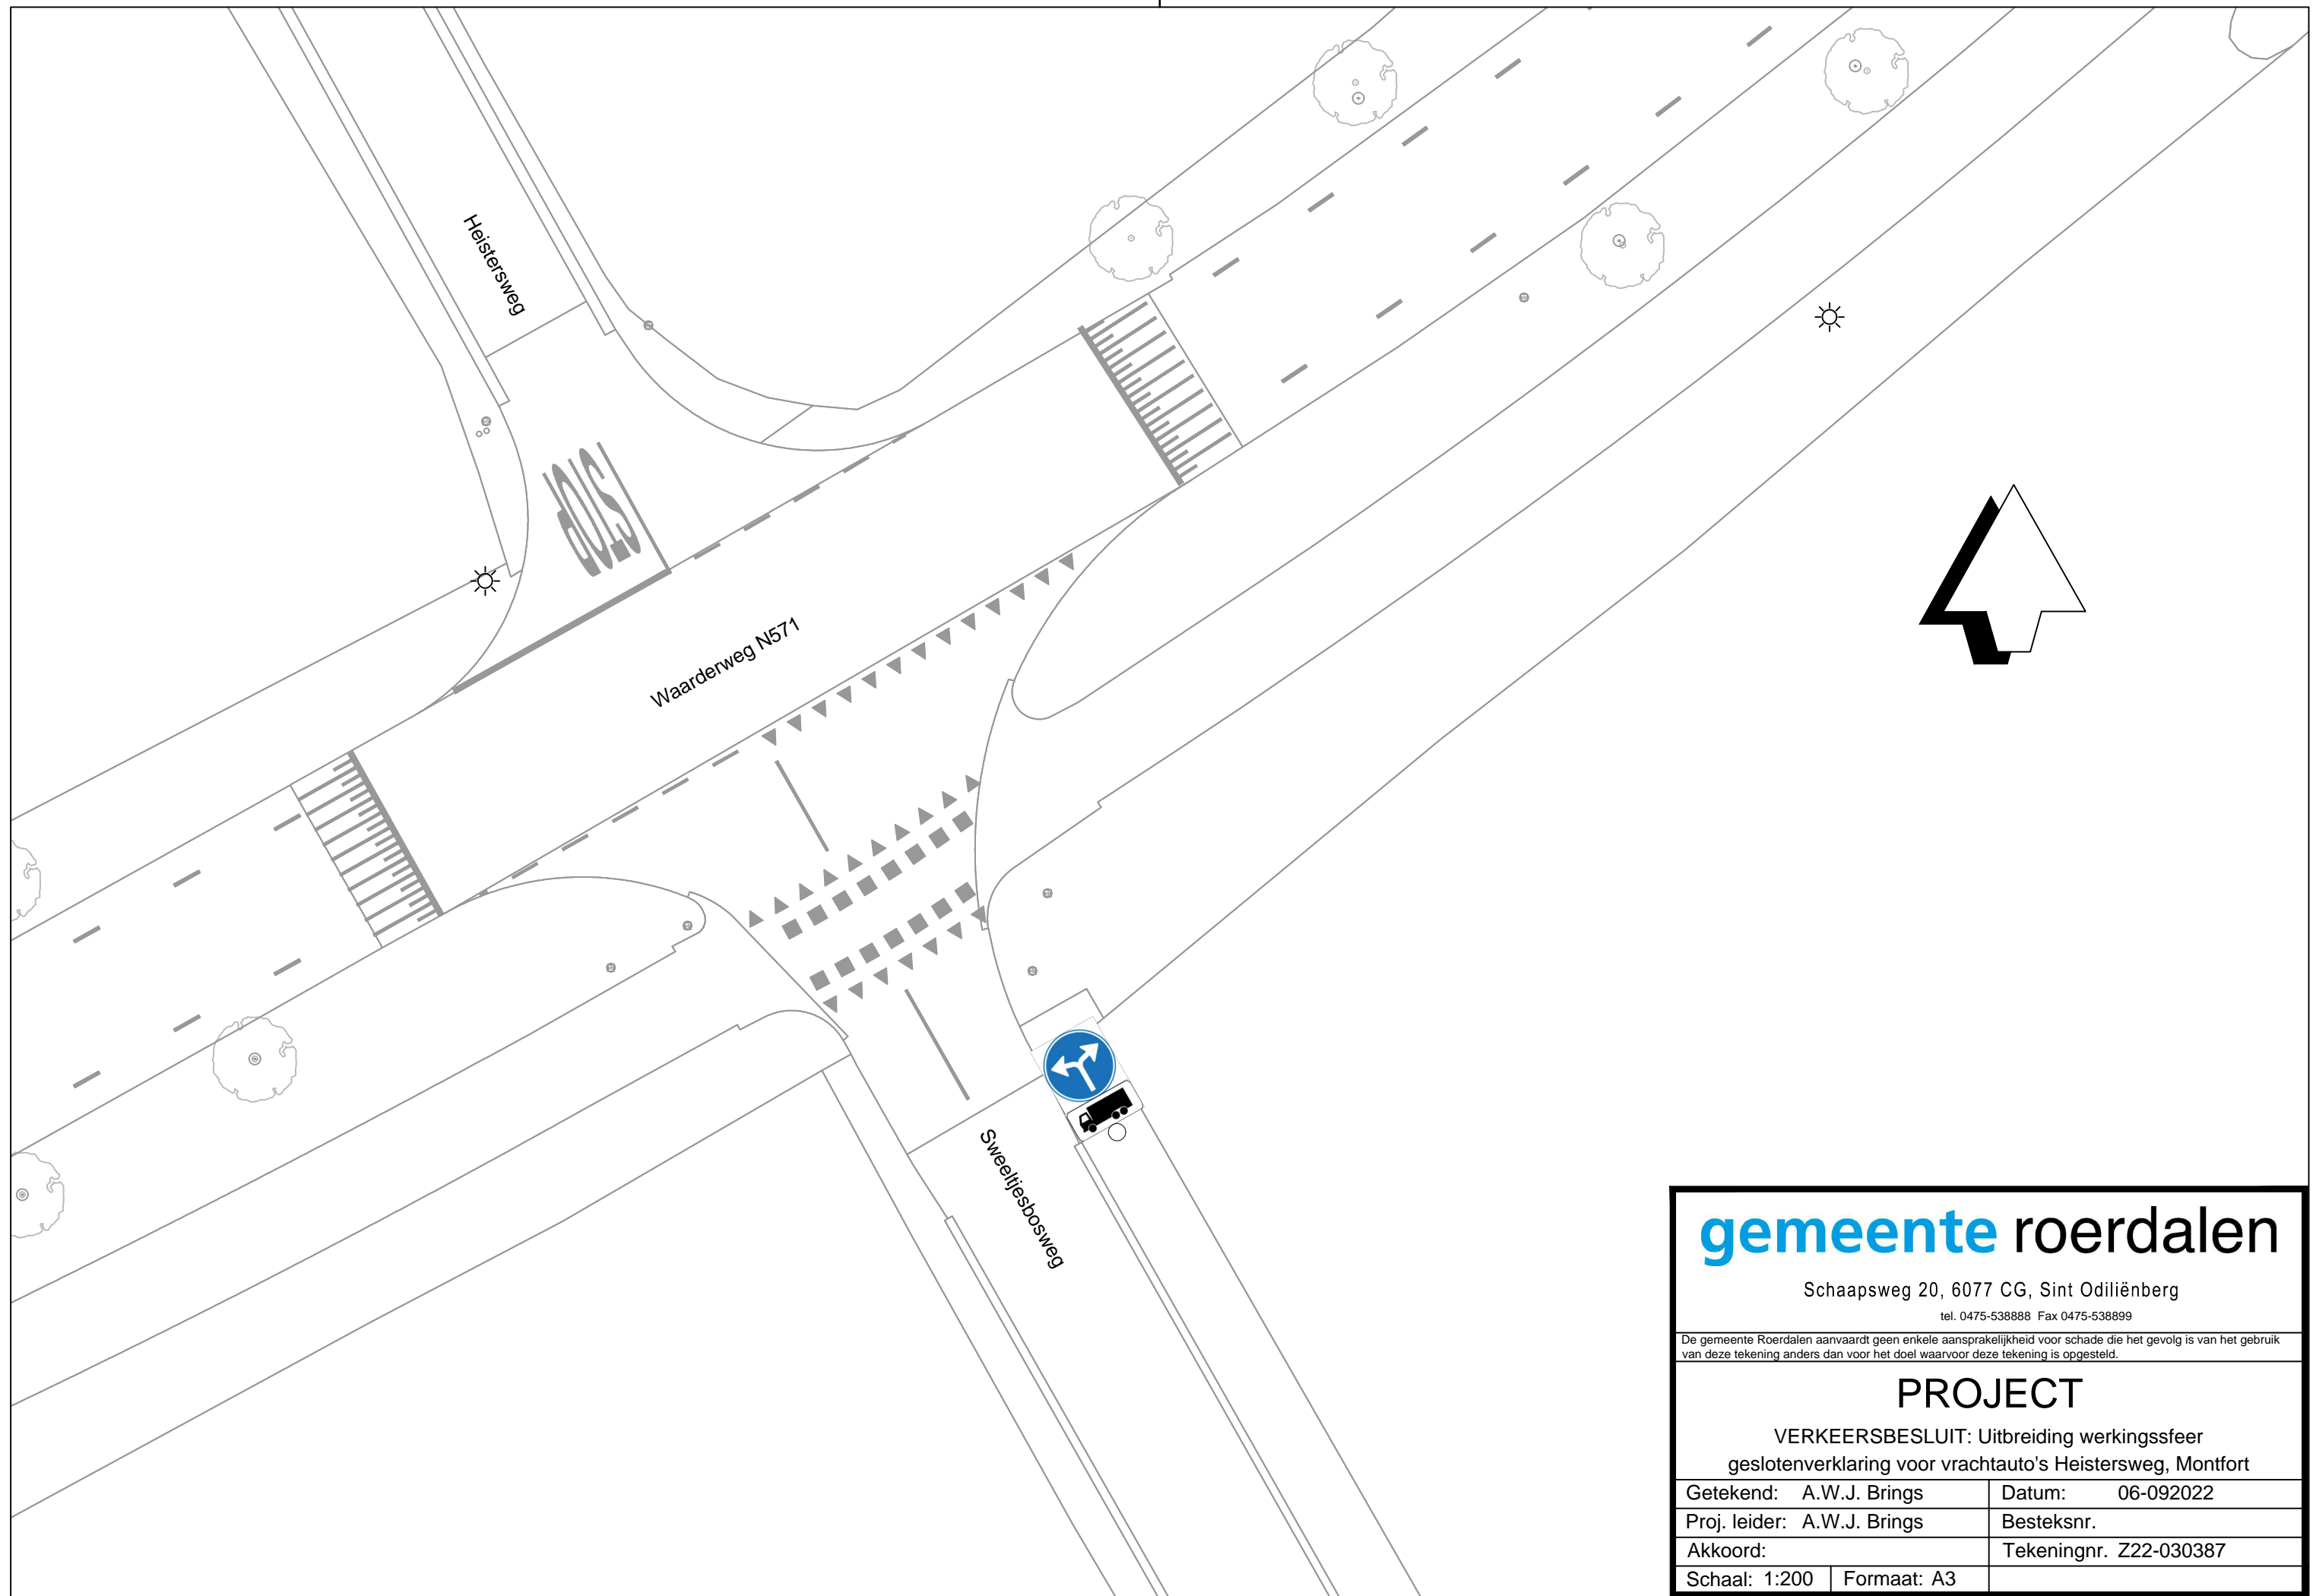 Heistersweg
STOP
Waarderweg N571
Sweeltjesbosweg
gemeente roerdalen
Schaapsweg 20, 6077 CG, Sint Odiliënberg
tel. 0475-538888 Fax 0475-538899
De gemeente Roerdalen aanvaardt geen enkele aansprakelijkheid voor schade die het gevolg is van het gebruik
van deze tekening anders dan voor het doel waarvoor deze tekening is opgesteld.
PROJECT
VERKEERSBESLUIT: Uitbreiding werkingssfeer
geslotenverklaring voor vrachtauto's Heistersweg, Montfort
Getekend: A.W.J. Brings Datum: 06-092022
Proj. leider: A.W.J. Brings Besteksnr.
Akkoord: Tekeningnr. Z22-030387
Schaal: 1:200 Formaat: A3